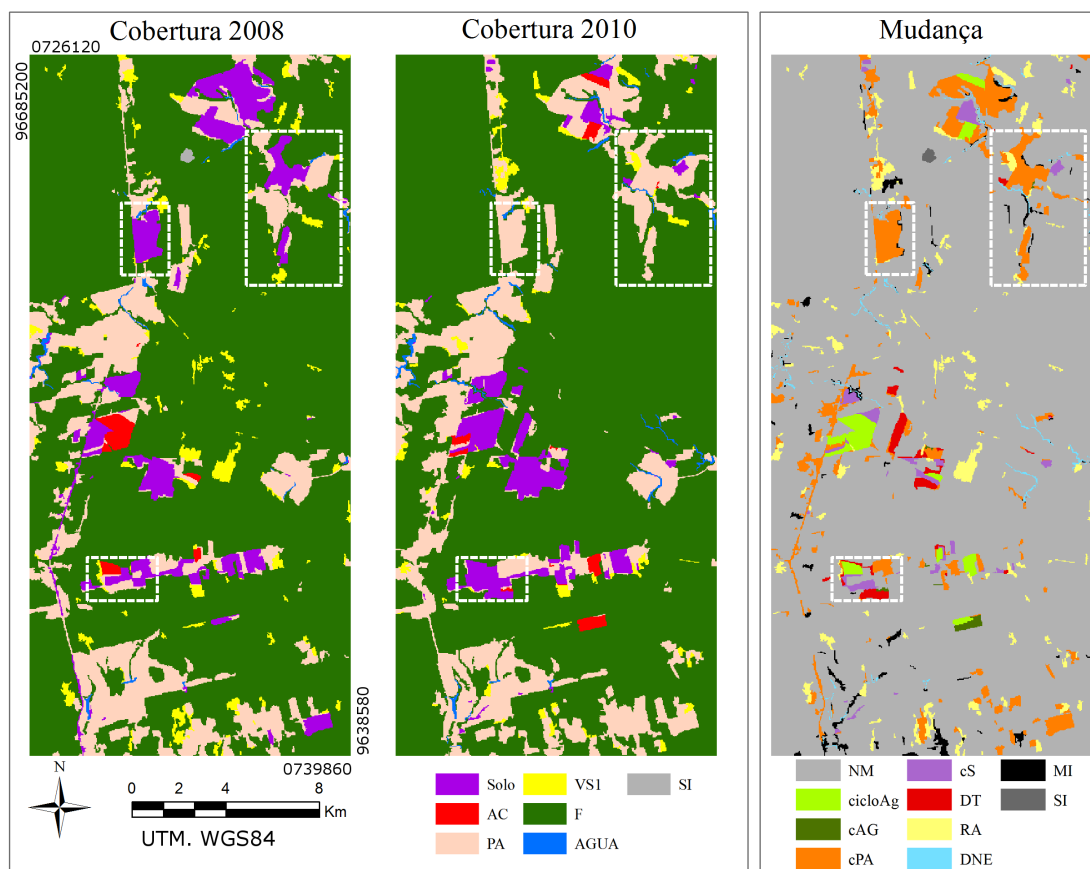 Cobertura 2008
Cobertura 2010
Mudança
0726120
9685200
9638580
0739860
N
0 2 4 8
Km
UTM. WGS84
Solo
VS1
SI
AC
F
PA
AGUA
NM
cS
MI
cicloAg
DT
SI
cAG
RA
cPA
DNE